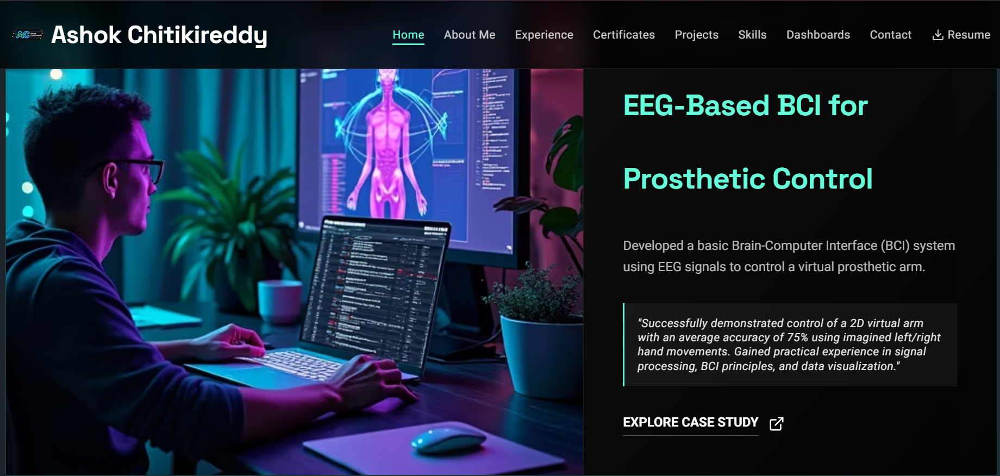 AC Ashok Chitikireddy
Ashok Chitikireddy
Home About Me Experience Certificates Projects Skills Dashboards Contact Resume
EEG-Based BCI for
Prosthetic Control
Developed a basic Brain-Computer Interface (BCI) system
using EEG signals to control a virtual prosthetic arm.
"Successfully demonstrated control of a 2D virtual arm
with an average accuracy of 75% using imagined left/right
hand movements. Gained practical experience in signal
processing, BCI principles, and data visualization."
EXPLORE CASE STUDY